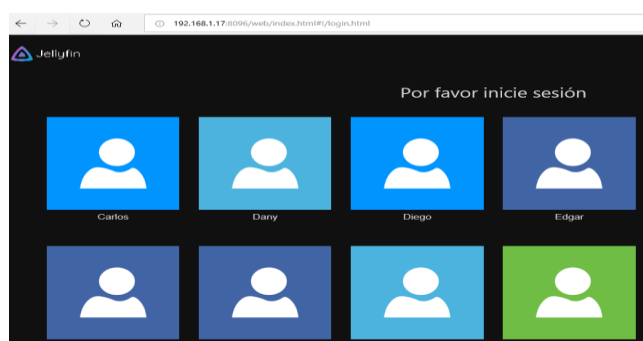 192.168.1.17:8096/web/index.html#!/login.html
Jellyfin
Por favor inicie sesión
Carlos
Dany
Diego
Edgar